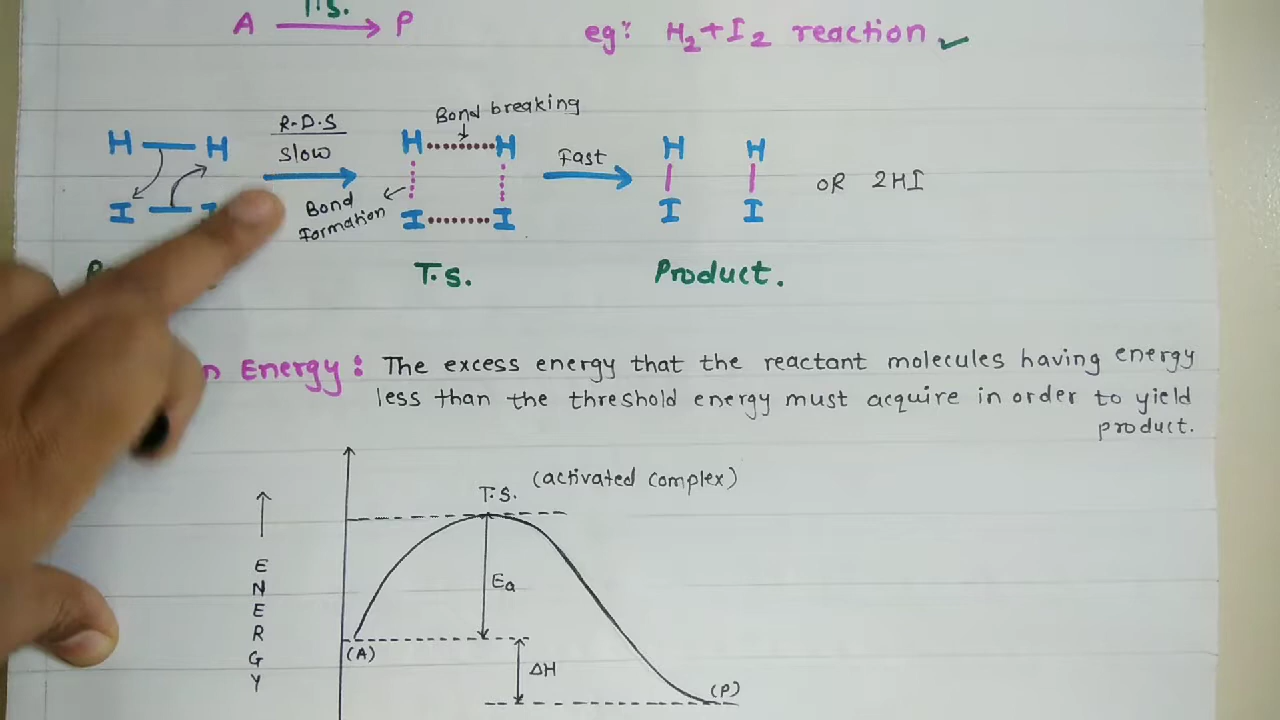 T.S.
A → P
eg: H2+I2 reaction ✓
H — H
R.D.S
Slow
Bond breaking
H........H
Fast
H H
I —
Bond
Formation
I........I
I I
OR 2HI
T.S.
Product.
Energy: The excess energy that the reactant molecules having energy
less than the threshold energy must acquire in order to yield
product.
(activated complex)
T.S.
ENERGY
Ea
(A)
ΔH
(P)